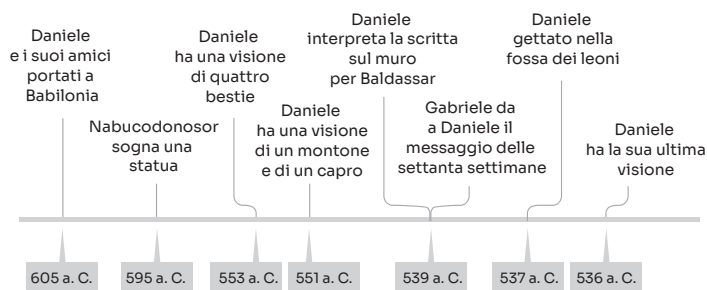 Daniele
e i suoi amici
portati a
Babilonia
Nabucodonosor
sogna una
statua
Daniele
ha una visione
di quattro
bestie
Daniele
ha una visione
di un montone
e di un capro
Daniele
interpreta la scritta
sul muro
per Baldassar
Gabriele da
a Daniele il
messaggio delle
settanta settimane
Daniele
gettato nella
fossa dei leoni
Daniele
ha la sua ultima
visione
605 a. C.
595 a. C.
553 a. C.
551 a. C.
539 a. C.
537 a. C.
536 a. C.